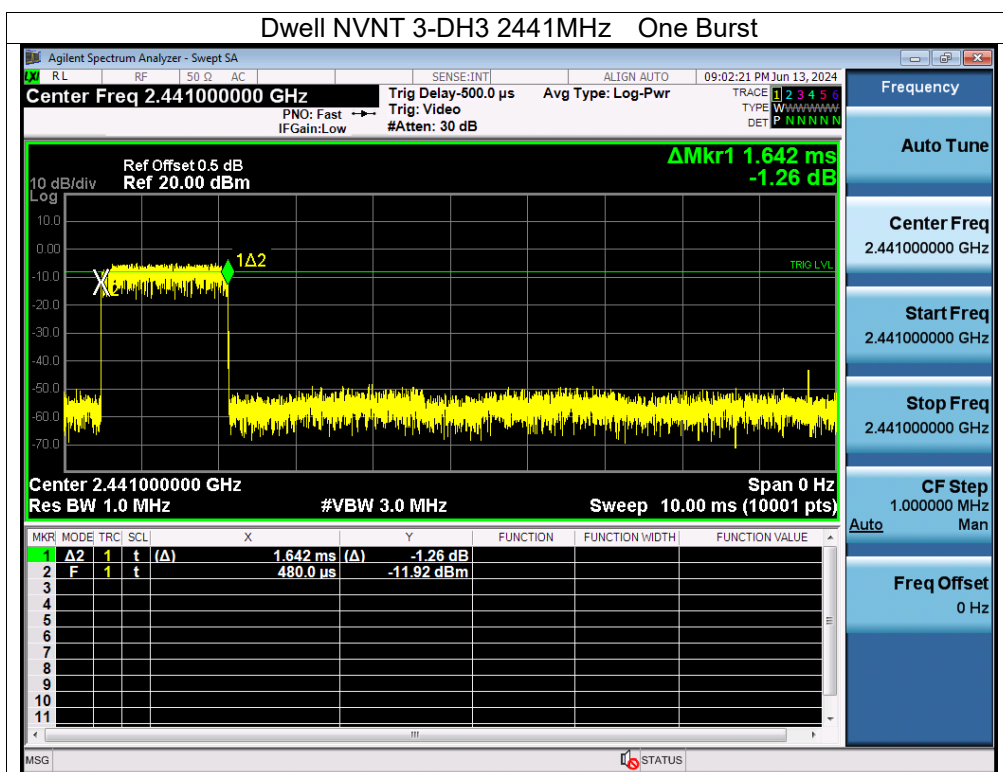 Dwell NVNT 3-DH3 2441MHz One Burst
Agilent Spectrum Analyzer - Swept SA
LXI RL RF 50 Ω AC SENSE:INT ALIGN AUTO 09:02:21 PM Jun 13, 2024
Center Freq 2.441000000 GHz Trig Delay-500.0 µs Avg Type: Log-Pwr TRACE 1 2 3 4 5 6
PNO: Fast Trig: Video TYPE WWWWWW
IFGain:Low #Atten: 30 dB DET P N N N N N
Frequency
ΔMkr1 1.642 ms
-1.26 dB
Ref Offset 0.5 dB
10 dB/div Ref 20.00 dBm
Log
10.0
0.00
-10.0
-20.0
-30.0
-40.0
-50.0
-60.0
-70.0
1Δ2
TRIG LVL
Center 2.441000000 GHz Span 0 Hz
Res BW 1.0 MHz #VBW 3.0 MHz Sweep 10.00 ms (10001 pts)
MKR MODE TRC SCL X Y FUNCTION FUNCTION WIDTH FUNCTION VALUE
1 Δ2 1 t (Δ) 1.642 ms (Δ) -1.26 dB
2 F 1 t 480.0 µs -11.92 dBm
3
4
5
6
7
8
9
10
11
MSG STATUS
Auto Tune
Center Freq
2.441000000 GHz
Start Freq
2.441000000 GHz
Stop Freq
2.441000000 GHz
CF Step
1.000000 MHz
Auto Man
Freq Offset
0 Hz